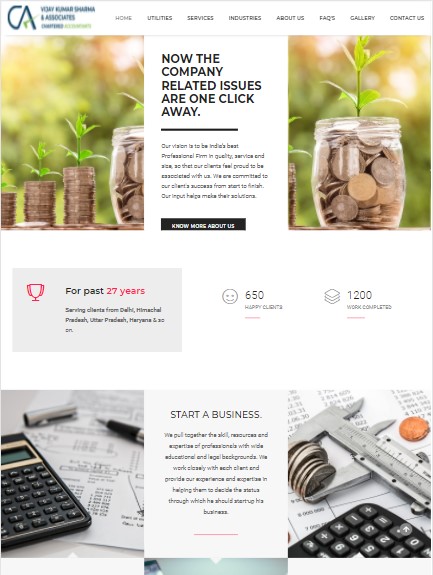 VIJAY KUMAR SHARMA
& ASSOCIATES
CHARTERED ACCOUNTANTS
HOME UTILITIES SERVICES INDUSTRIES ABOUT US FAQ'S GALLERY CONTACT US
NOW THE
COMPANY
RELATED ISSUES
ARE ONE CLICK
AWAY.
Our vision is to be India's best
Professional Firm in quality, service and
size, so that our clients feel proud to be
associated with us. We are committed to
our clients success from start to finish.
Our input helps make their solutions.
KNOW MORE ABOUT US
For past 27 years
Serving clients from Delhi, Himachal
Pradesh, Uttar Pradesh, Haryana & so
on.
650
HAPPY CLIENTS
1200
WORK COMPLETED
START A BUSINESS.
We pull together the skill, resources and
expertise of professionals with wide
educational and legal backgrounds. We
work closely with each client and
provide our experience and expertise in
helping them to decide the status
through which he should start-up his
business.